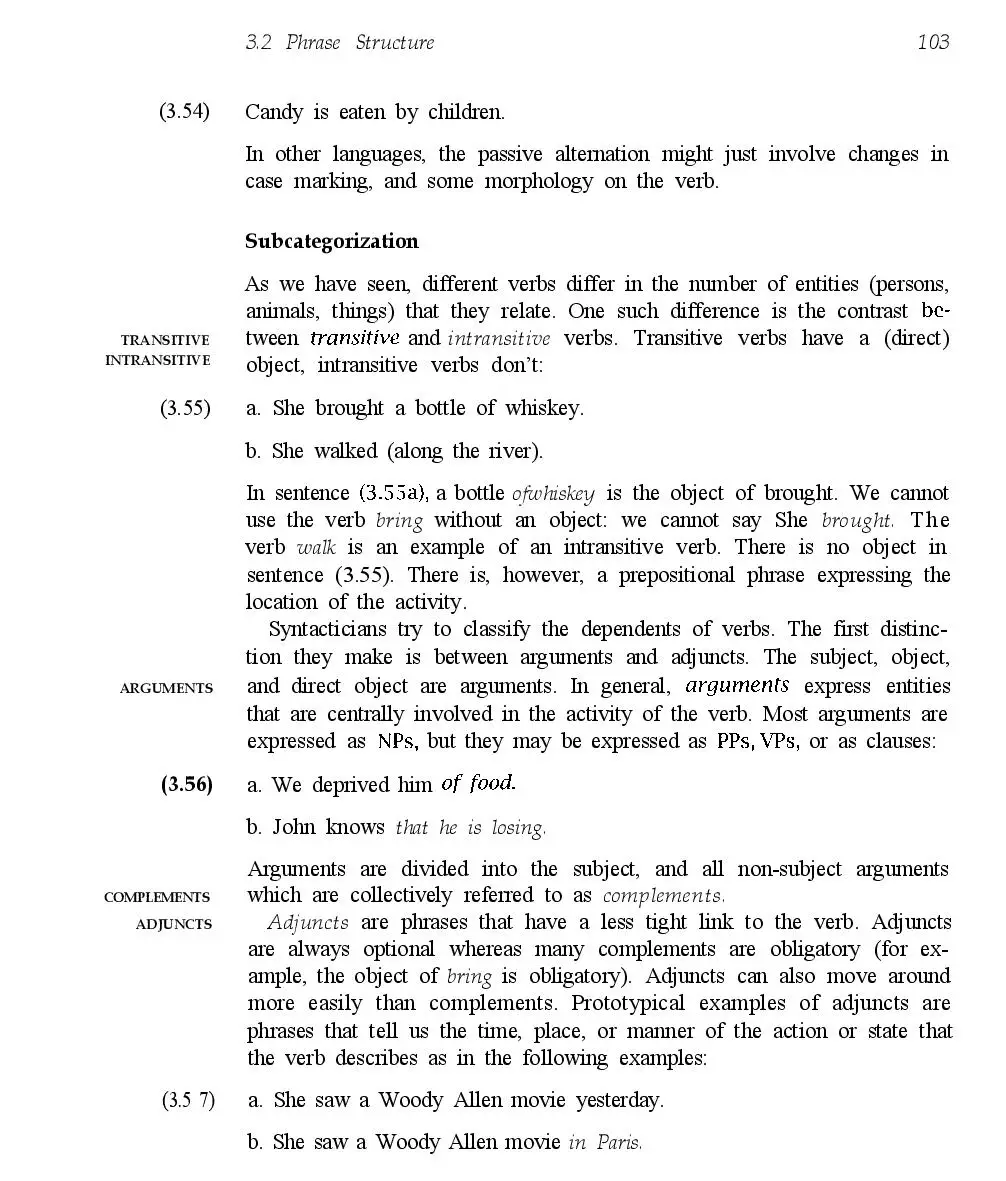 3.2 Phrase Structure 103
(3.54) Candy is eaten by children.
In other languages, the passive alternation might just involve changes in
case marking, and some morphology on the verb.
Subcategorization
As we have seen, different verbs differ in the number of entities (persons,
animals, things) that they relate. One such difference is the contrast be-
TRANSITIVE tween transitive and intransitive verbs. Transitive verbs have a (direct)
INTRANSITIVE object, intransitive verbs don't:
(3.55) a. She brought a bottle of whiskey.
b. She walked (along the river).
In sentence (3.55a), a bottle ofwhiskey is the object of brought. We cannot
use the verb bring without an object: we cannot say She brought. The
verb walk is an example of an intransitive verb. There is no object in
sentence (3.55). There is, however, a prepositional phrase expressing the
location of the activity.
Syntacticians try to classify the dependents of verbs. The first distinc-
tion they make is between arguments and adjuncts. The subject, object,
ARGUMENTS and direct object are arguments. In general, arguments express entities
that are centrally involved in the activity of the verb. Most arguments are
expressed as NPs, but they may be expressed as PPs, VPs, or as clauses:
(3.56) a. We deprived him of food.
b. John knows that he is losing.
Arguments are divided into the subject, and all non-subject arguments
COMPLEMENTS which are collectively referred to as complements.
ADJUNCTS Adjuncts are phrases that have a less tight link to the verb. Adjuncts
are always optional whereas many complements are obligatory (for ex-
ample, the object of bring is obligatory). Adjuncts can also move around
more easily than complements. Prototypical examples of adjuncts are
phrases that tell us the time, place, or manner of the action or state that
the verb describes as in the following examples:
(3.5 7) a. She saw a Woody Allen movie yesterday.
b. She saw a Woody Allen movie in Paris.